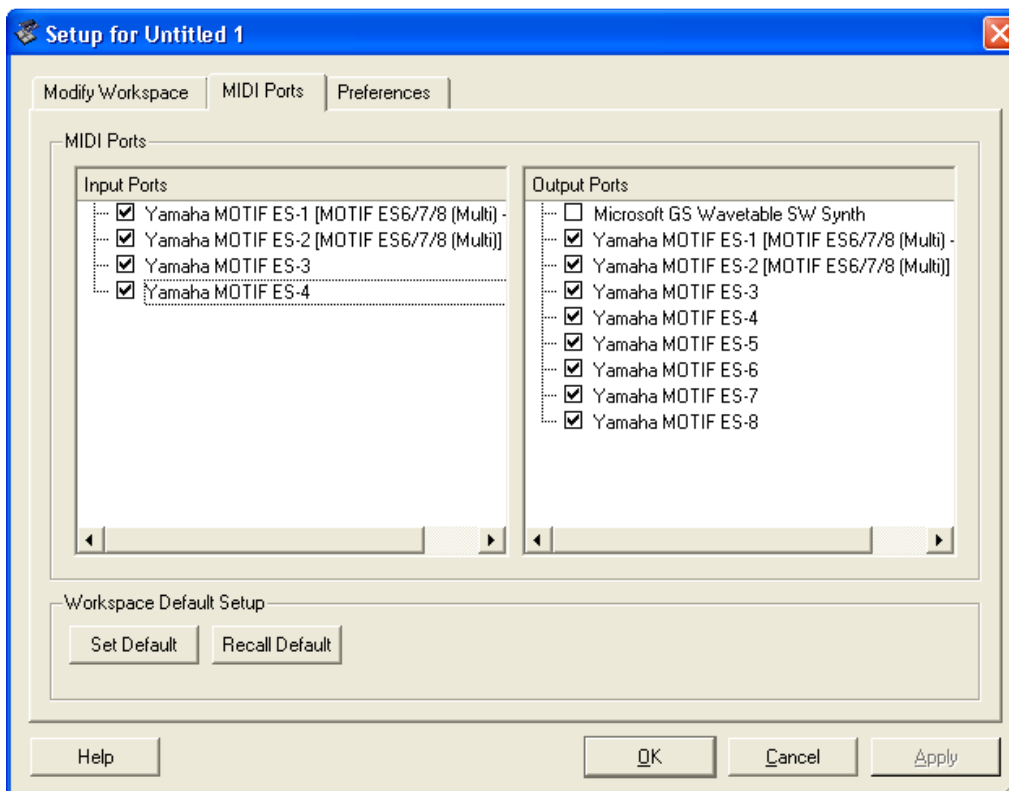 Setup for Untitled 1
Modify Workspace
MIDI Ports
Preferences
MIDI Ports
Input Ports
Yamaha MOTIF ES-1 [MOTIF ES6/7/8 (Multi) -
Yamaha MOTIF ES-2 [MOTIF ES6/7/8 (Multi)]
Yamaha MOTIF ES-3
Yamaha MOTIF ES-4
Output Ports
Microsoft GS Wavetable SW Synth
Yamaha MOTIF ES-1 [MOTIF ES6/7/8 (Multi) -
Yamaha MOTIF ES-2 [MOTIF ES6/7/8 (Multi)]
Yamaha MOTIF ES-3
Yamaha MOTIF ES-4
Yamaha MOTIF ES-5
Yamaha MOTIF ES-6
Yamaha MOTIF ES-7
Yamaha MOTIF ES-8
Workspace Default Setup
Set Default
Recall Default
Help
OK
Cancel
Apply